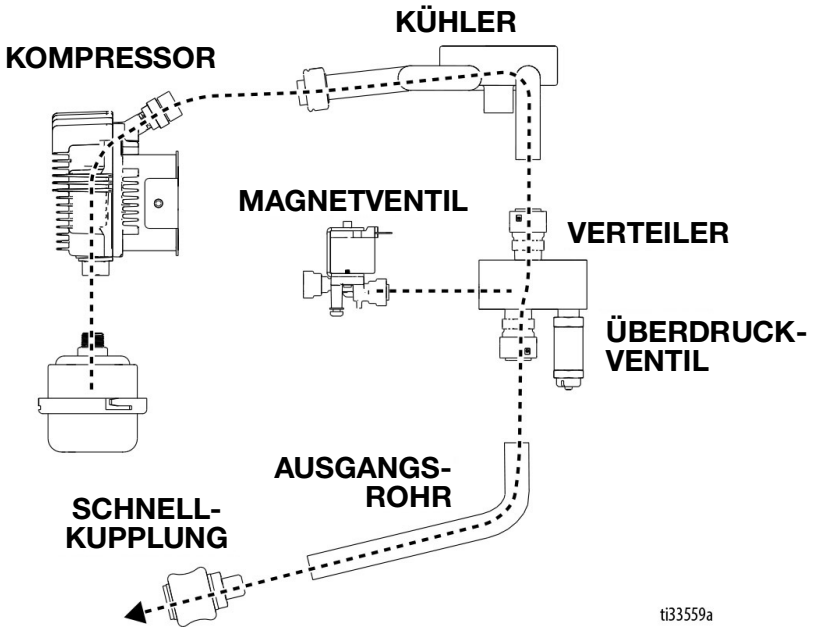 KÜHLER
KOMPRESSOR
MAGNETVENTIL
VERTEILER
ÜBERDRUCK-
VENTIL
AUSGANGS-
ROHR
SCHNELL-
KUPPLUNG
ti33559a